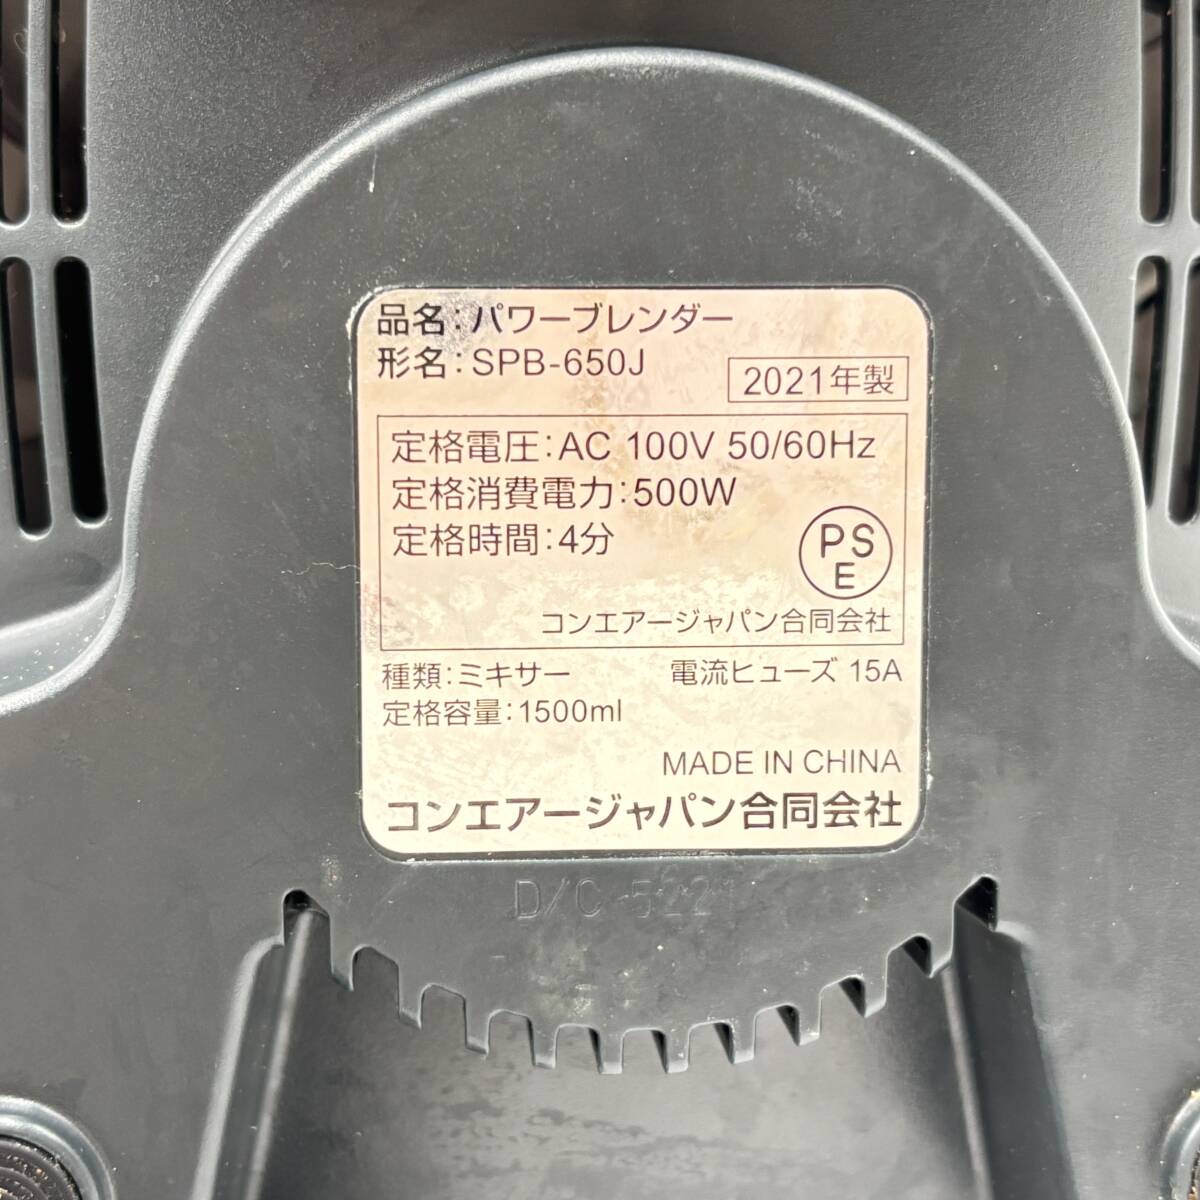 品名:パワーブレンダー
形名:SPB-650J
2021年製
定格電圧:AC 100V 50/60Hz
定格消費電力:500W
定格時間:4分
PS
E
コンエアージャパン合同会社
種類:ミキサー 電流ヒューズ 15A
定格容量:1500ml
MADE IN CHINA
コンエアージャパン合同会社
D/C 5221